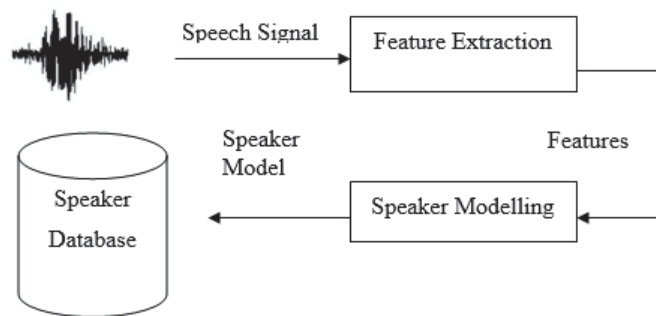 Speech Signal
Feature Extraction
Speaker
Model
Features
Speaker
Database
Speaker Modelling